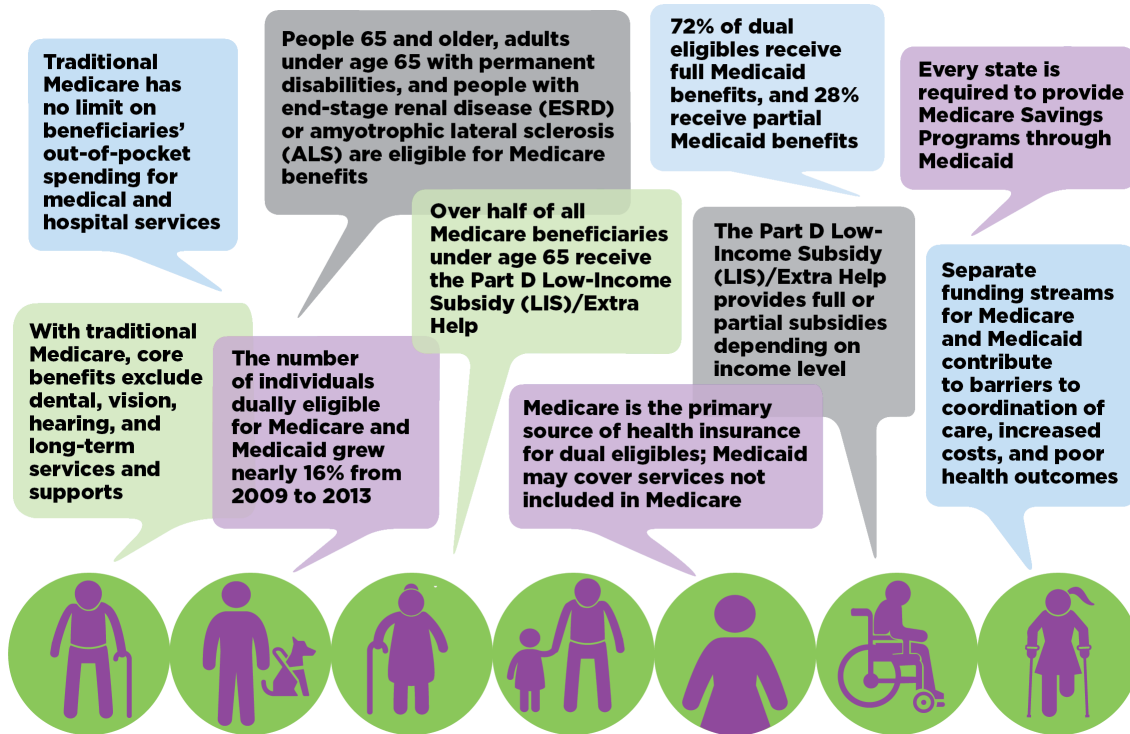 Traditional
Medicare has
no limit on
beneficiaries’
out-of-pocket
spending for
medical and
hospital services
People 65 and older, adults
under age 65 with permanent
disabilities, and people with
end-stage renal disease (ESRD)
or amyotrophic lateral sclerosis
(ALS) are eligible for Medicare
benefits
72% of dual
eligibles receive
full Medicaid
benefits, and 28%
receive partial
Medicaid benefits
Every state is
required to provide
Medicare Savings
Programs through
Medicaid
With traditional
Medicare, core
benefits exclude
dental, vision,
hearing, and
long-term
services and
supports
The number
of individuals
dually eligible
for Medicare and
Medicaid grew
nearly 16% from
2009 to 2013
Over half of all
Medicare beneficiaries
under age 65 receive
the Part D Low-Income
Subsidy (LIS)/Extra
Help
Medicare is the primary
source of health insurance
for dual eligibles; Medicaid
may cover services not
included in Medicare
The Part D Low-
Income Subsidy
(LIS)/Extra Help
provides full or
partial subsidies
depending on
income level
Separate
funding streams
for Medicare
and Medicaid
contribute
to barriers to
coordination of
care, increased
costs, and poor
health outcomes